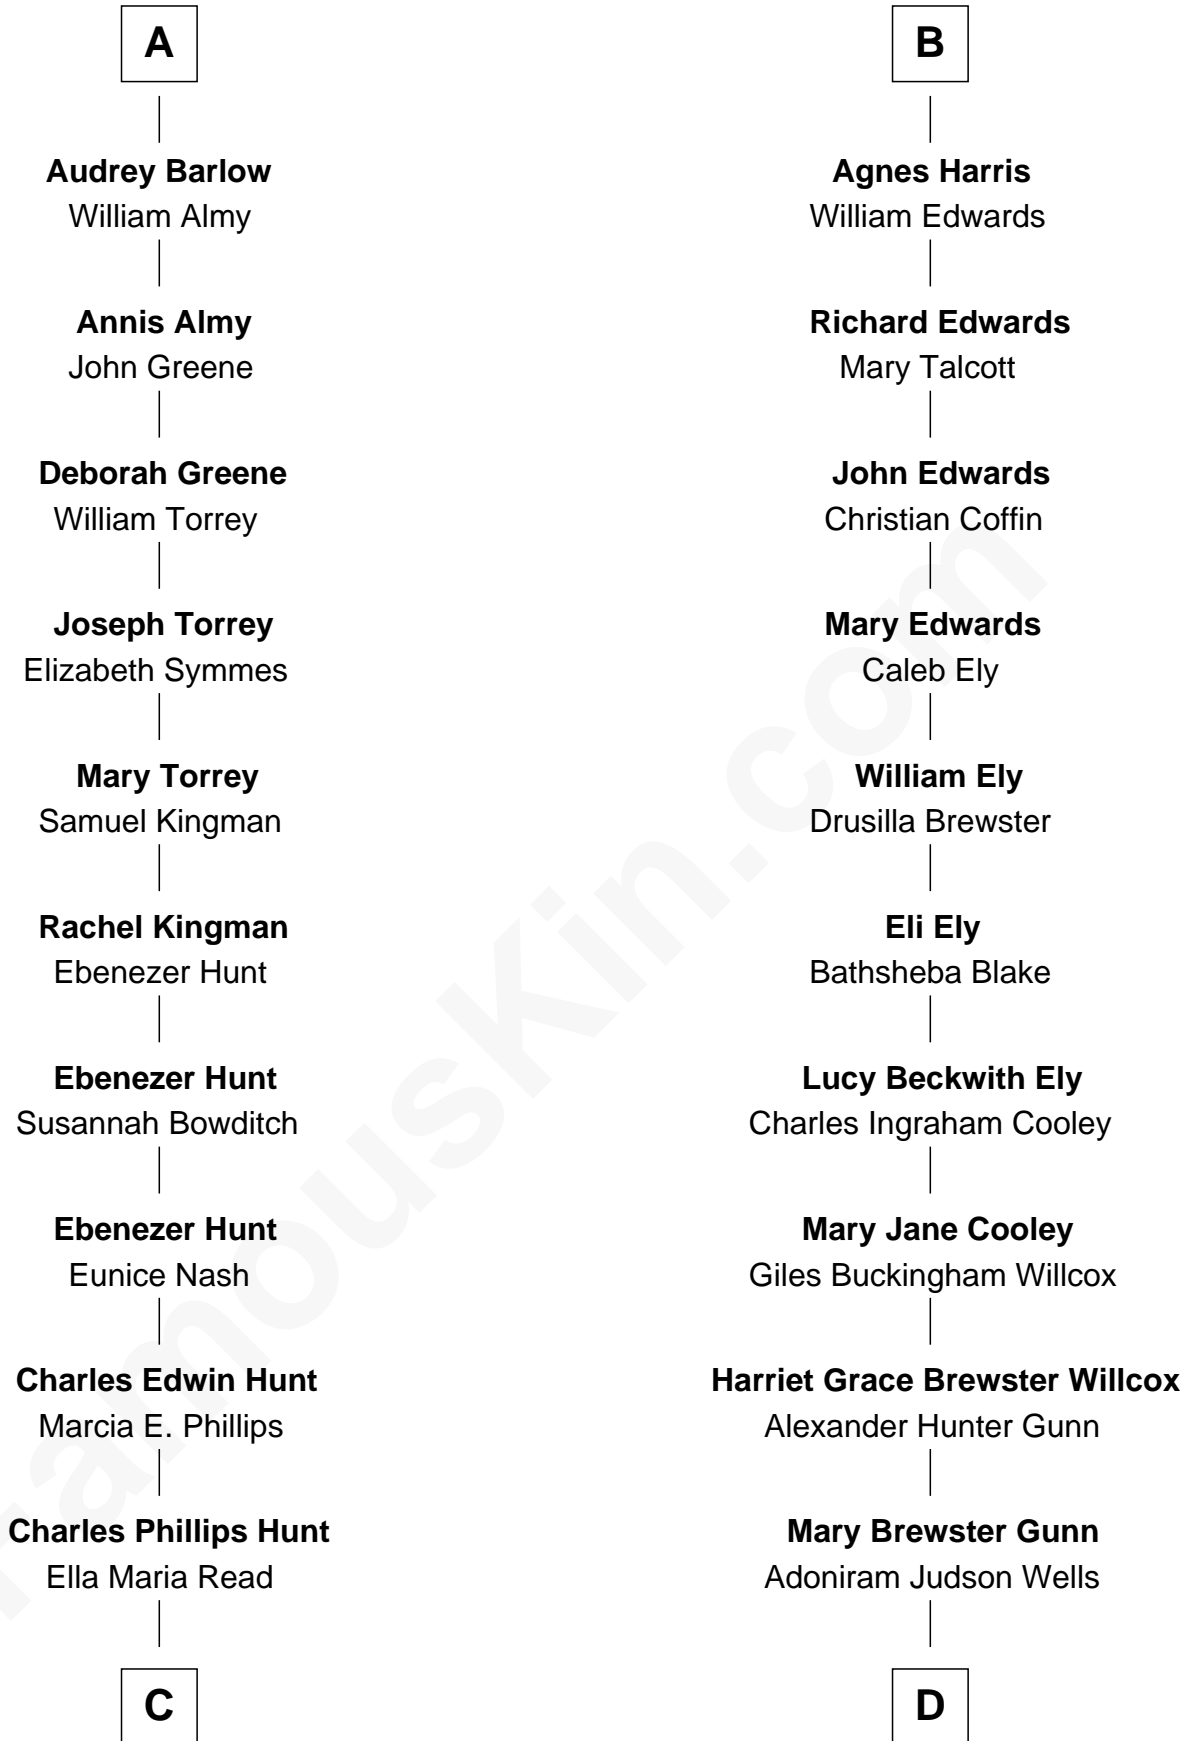 A
Audrey Barlow
William Almy
Annis Almy
John Greene
Deborah Greene
William Torrey
Joseph Torrey
Elizabeth Symmes
Mary Torrey
Samuel Kingman
Rachel Kingman
Ebenezer Hunt
Ebenezer Hunt
Susannah Bowditch
Ebenezer Hunt
Eunice Nash
Charles Edwin Hunt
Marcia E. Phillips
Charles Phillips Hunt
Ella Maria Read
C
B
Agnes Harris
William Edwards
Richard Edwards
Mary Talcott
John Edwards
Christian Coffin
Mary Edwards
Caleb Ely
William Ely
Drusilla Brewster
Eli Ely
Bathsheba Blake
Lucy Beckwith Ely
Charles Ingraham Cooley
Mary Jane Cooley
Giles Buckingham Willcox
Harriet Grace Brewster Willcox
Alexander Hunter Gunn
Mary Brewster Gunn
Adoniram Judson Wells
D
FamousKin.com